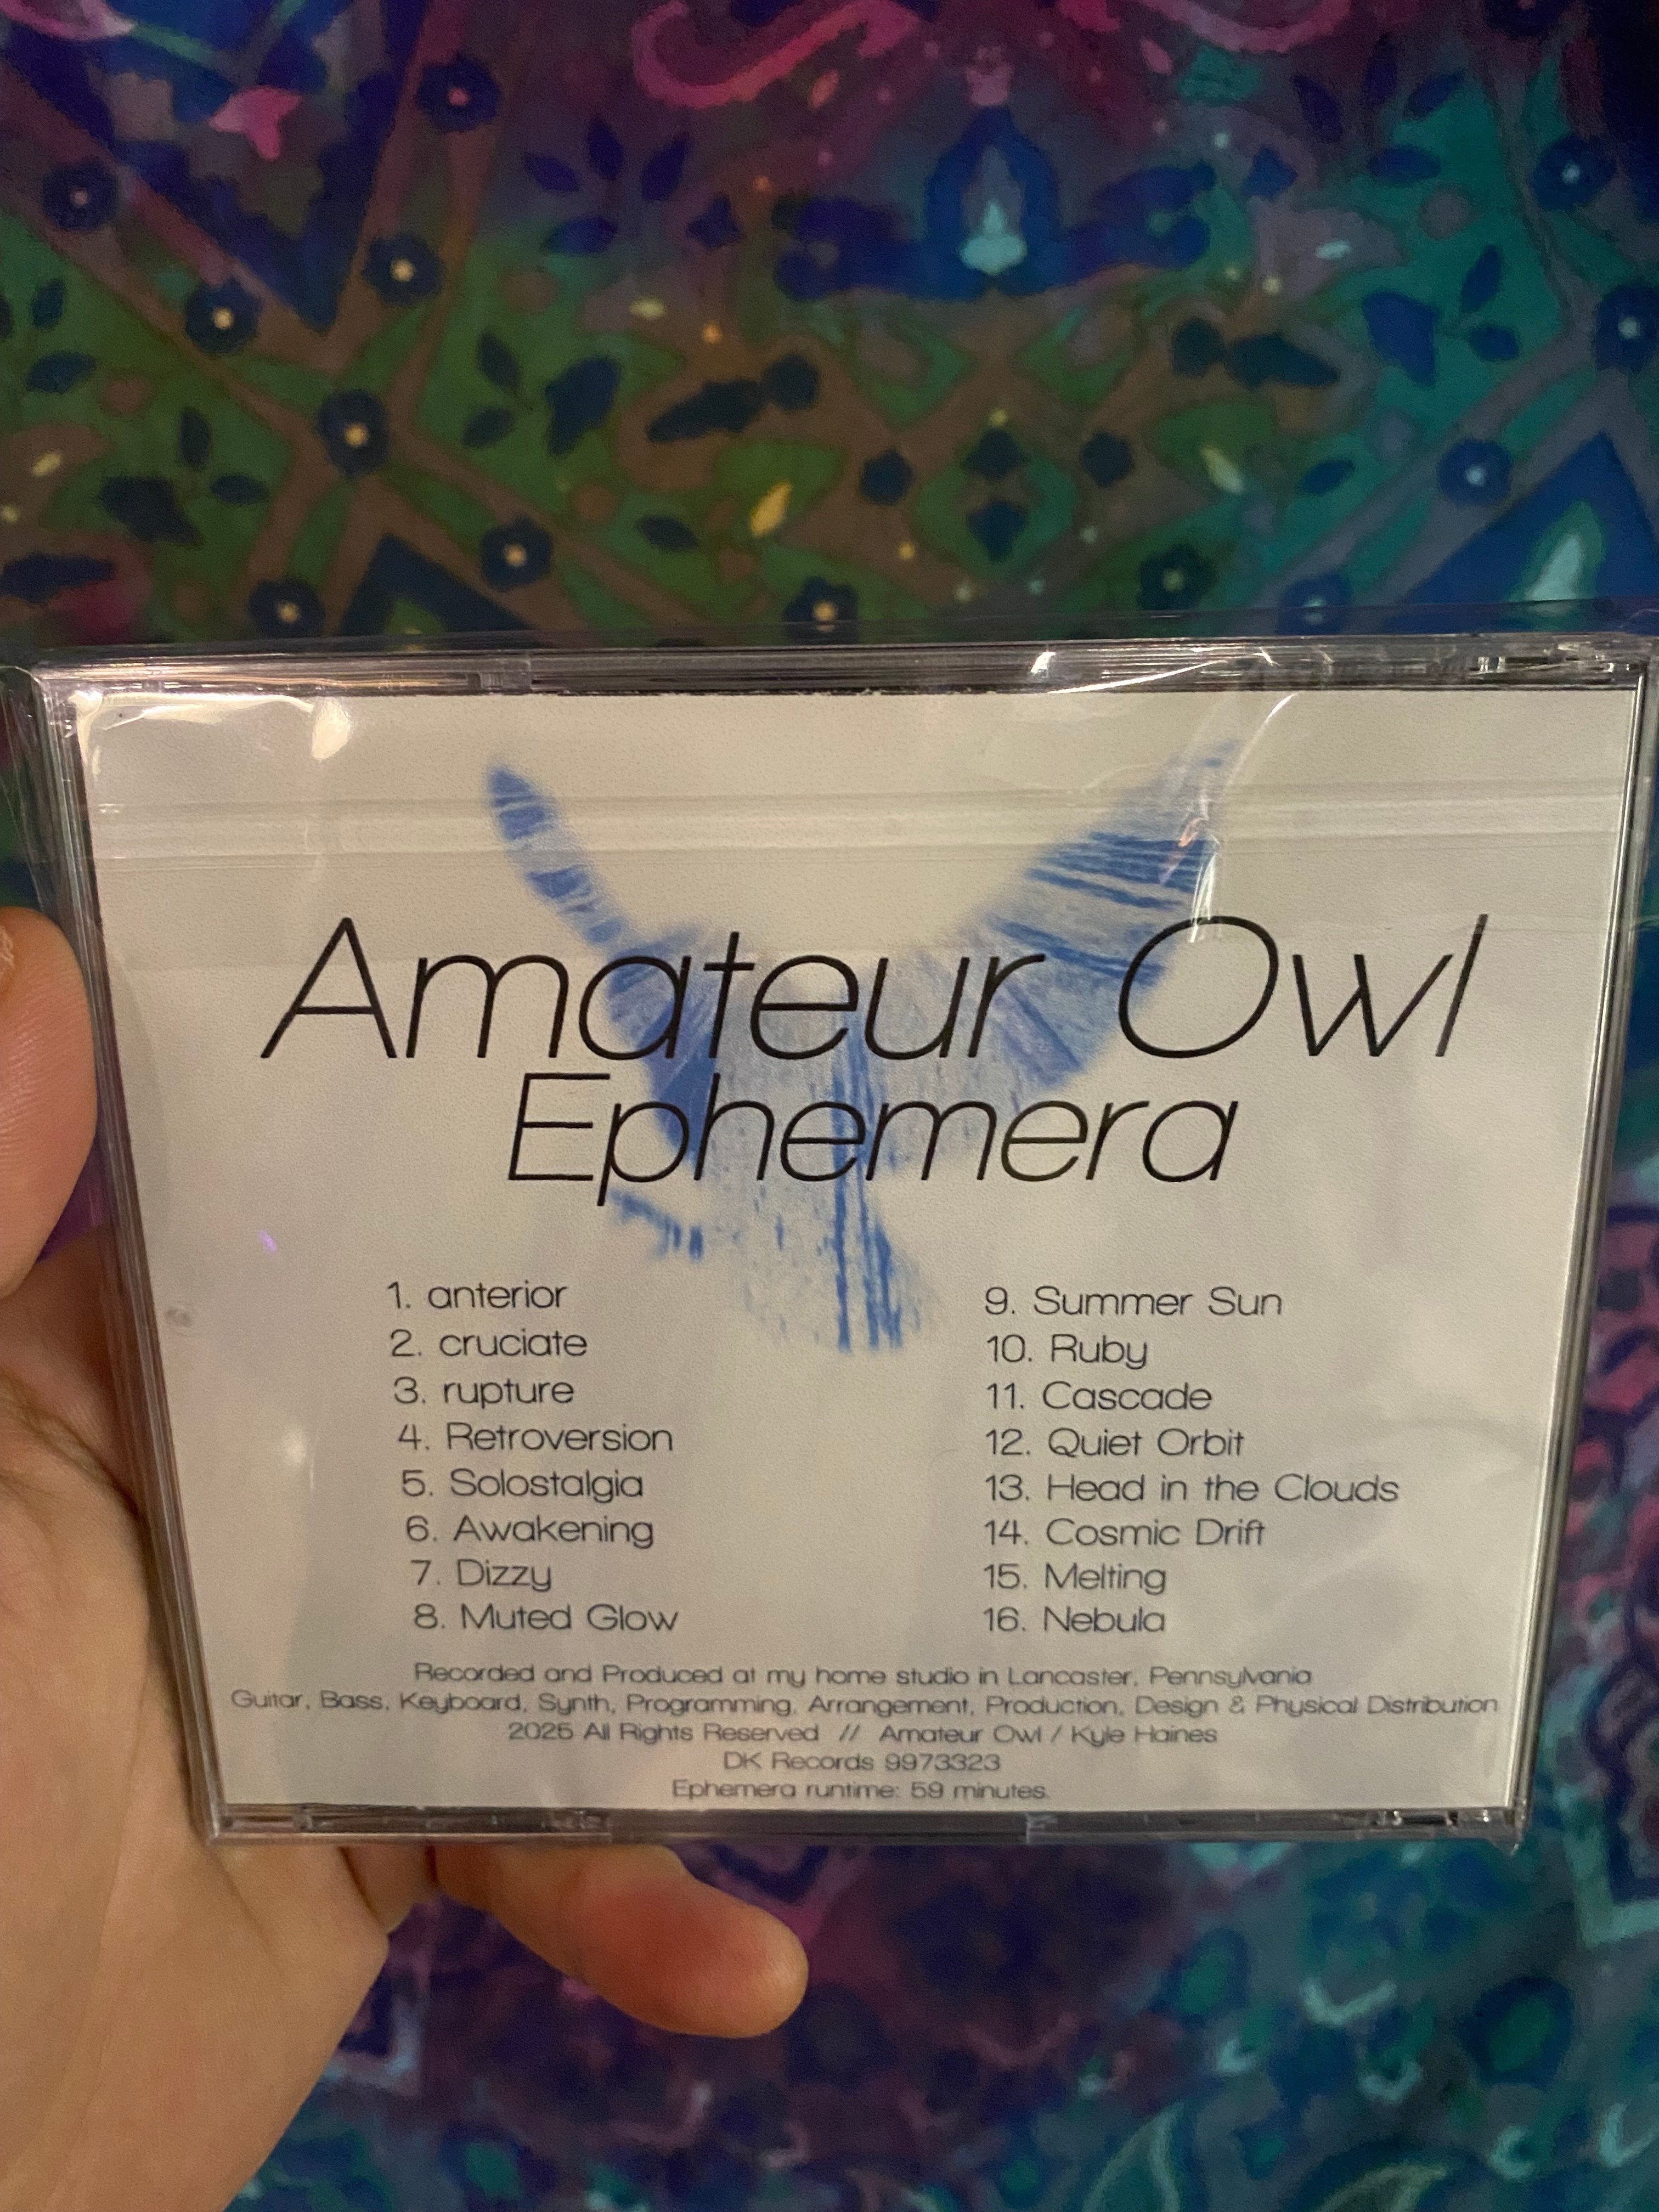 Amateur Owl
Ephemera
1. anterior
2. cruciate
3. rupture
4. Retroversion
5. Solostalgia
6. Awakening
7. Dizzy
8. Muted Glow
9. Summer Sun
10. Ruby
11. Cascade
12. Quiet Orbit
13. Head in the Clouds
14. Cosmic Drift
15. Melting
16. Nebula
Recorded and Produced at my home studio in Lancaster, Pennsylvania
Guitar, Bass, Keyboard, Synth, Programming, Arrangement, Production, Design & Physical Distribution
2025 All Rights Reserved // Amateur Owl / Kyle Haines
DK Records 9973323
Ephemera runtime: 59 minutes.